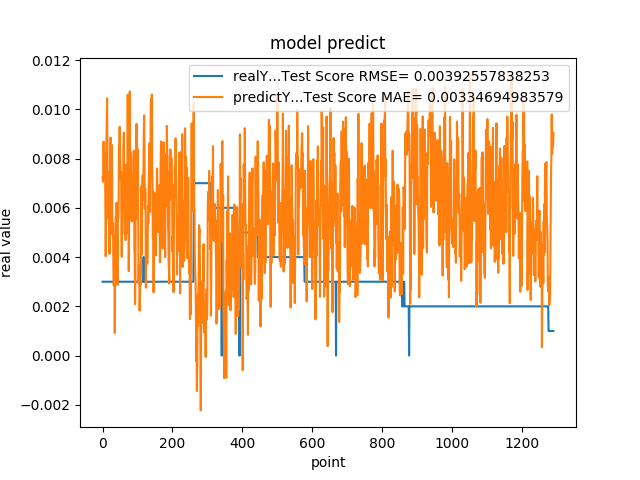 model predict
realY...Test Score RMSE= 0.00392557838253
predictY...Test Score MAE= 0.00334694983579
0.012
0.010
0.008
0.006
0.004
0.002
0.000
−0.002
real value
0 200 400 600 800 1000 1200
point